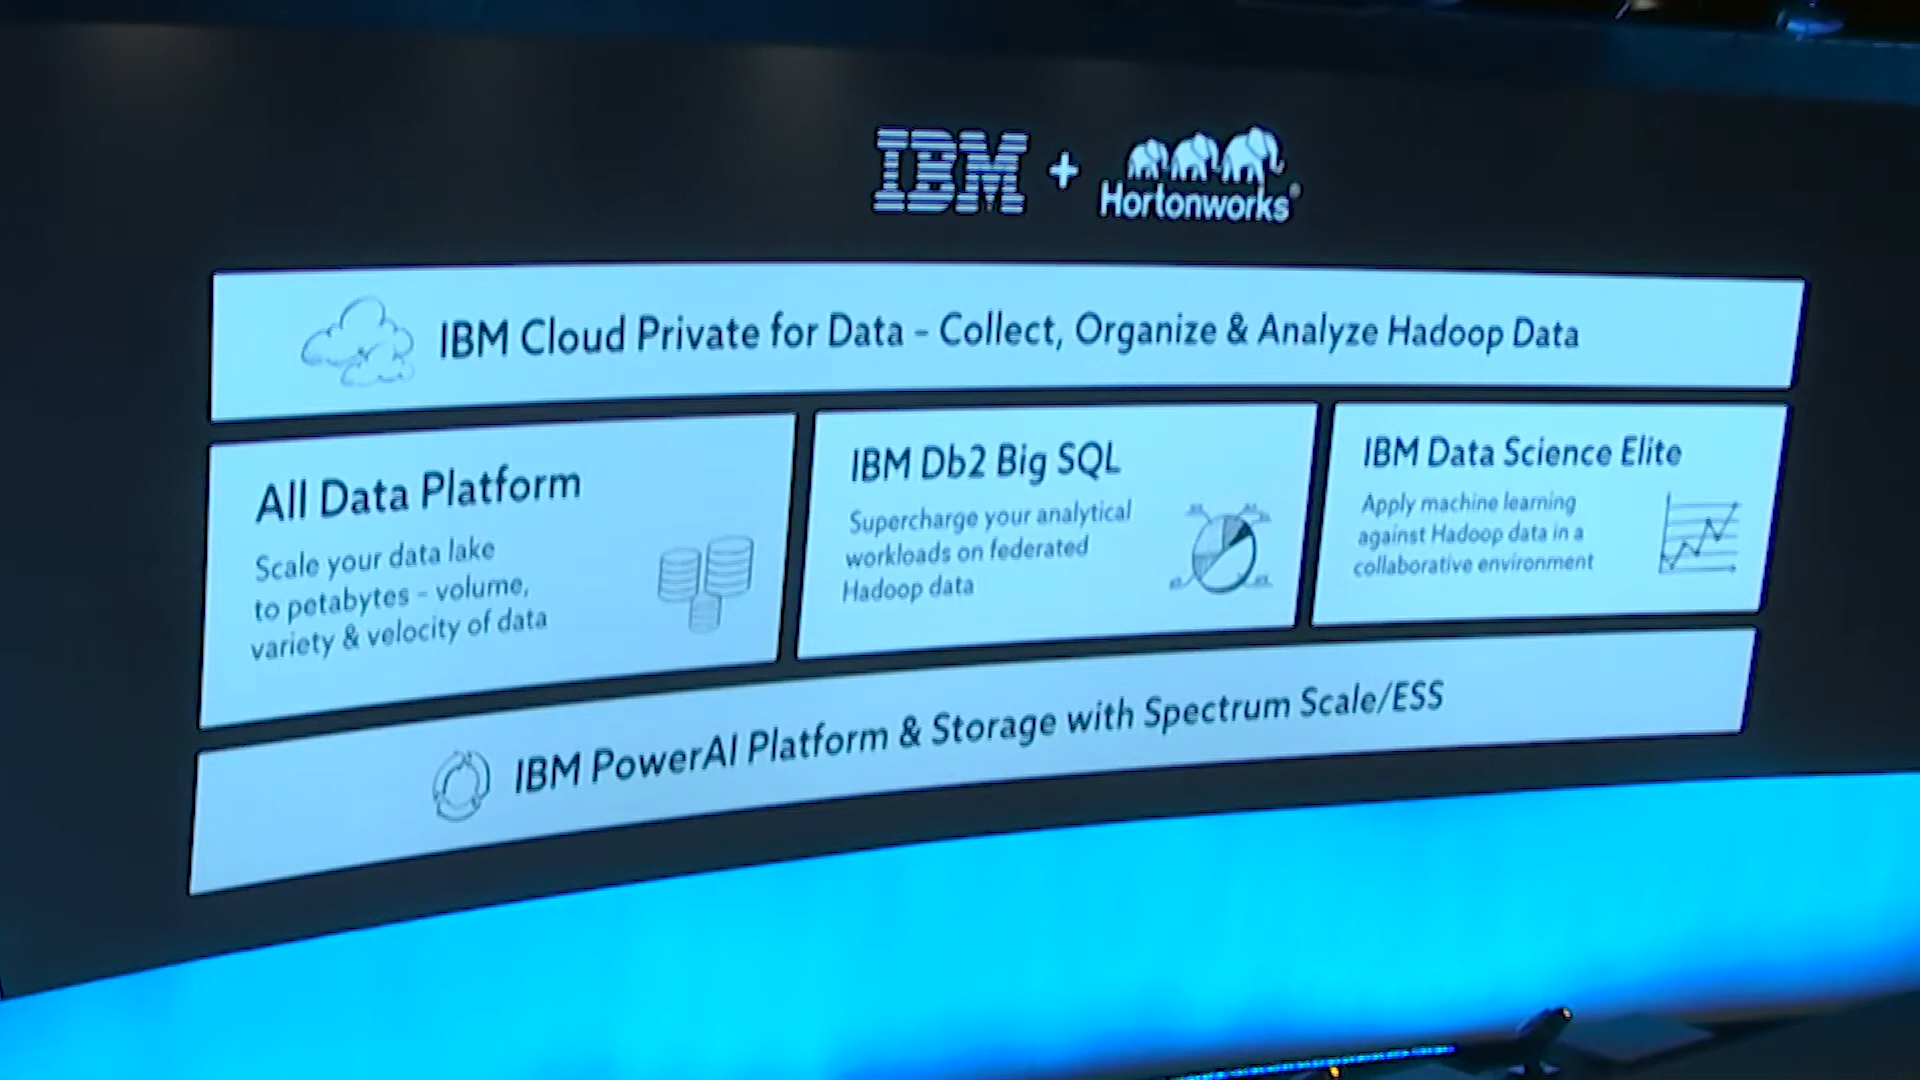 IBM + Hortonworks®
IBM Cloud Private for Data – Collect, Organize & Analyze Hadoop Data
All Data Platform
Scale your data lake
to petabytes – volume,
variety & velocity of data
IBM Db2 Big SQL
Supercharge your analytical
workloads on federated
Hadoop data
IBM Data Science Elite
Apply machine learning
against Hadoop data in a
collaborative environment
IBM PowerAI Platform & Storage with Spectrum Scale/ESS